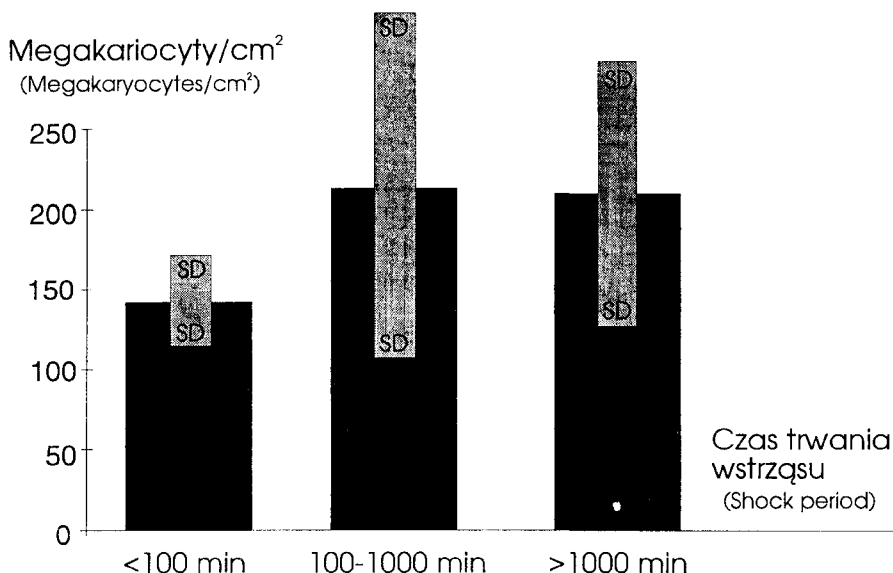 Megakariocyty/cm²
(Megakaryocytes/cm²)
SD
SD
SD
SD
SD
SD
250
200
150
100
50
0
Czas trwania
wstrząsu
(Shock period)
<100 min
100-1000 min
>1000 min